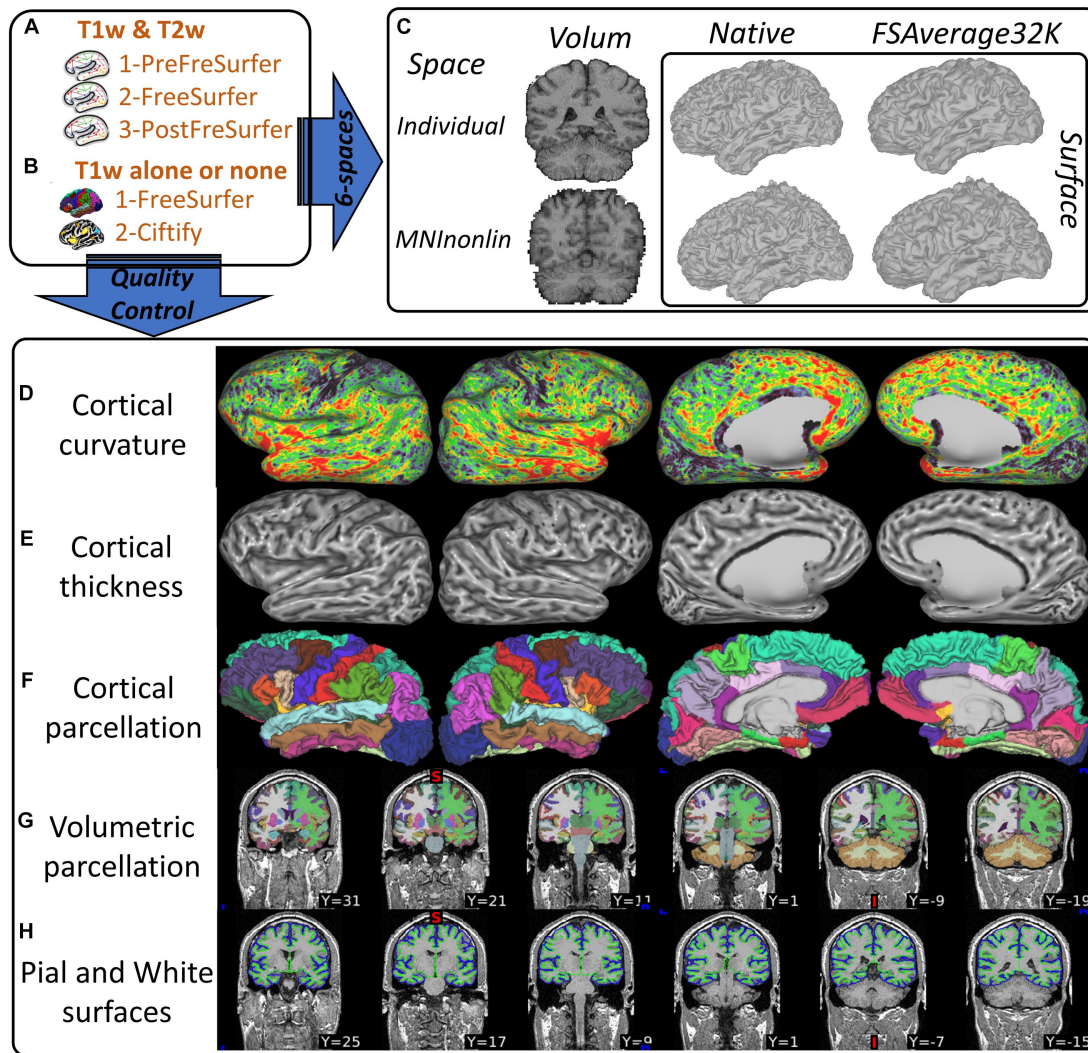 A
T1w & T2w
1-PreFreSurfer
2-FreeSurfer
3-PostFreSurfer
B
T1w alone or none
1-FreeSurfer
2-Ciftify
6-spaces
Quality
Control
C
Space
Volum
Native
FSAverage32K
Individual
MNInonlin
Surface
D
Cortical
curvature
E
Cortical
thickness
F
Cortical
parcellation
G
Volumetric
parcellation
S
Y=31
Y=21
Y=11
Y=1
Y=-9
Y=-19
I
H
Pial and White
surfaces
S
Y=25
Y=17
Y=9
Y=1
Y=-7
I